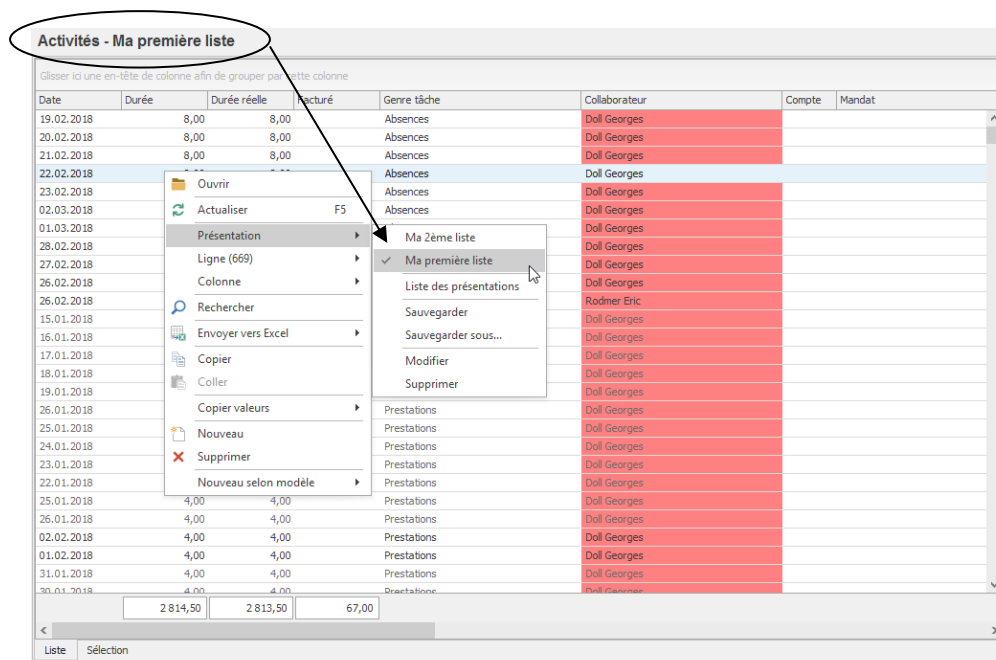 Activités - Ma première liste
Glisser ici une en-tête de colonne afin de grouper par cette colonne
Date Durée Durée réelle Facturé Genre tâche Collaborateur Compte Mandat
19.02.2018 8,00 8,00 Absences Doll Georges
20.02.2018 8,00 8,00 Absences Doll Georges
21.02.2018 8,00 8,00 Absences Doll Georges
22.02.2018 Absences Doll Georges
23.02.2018 Absences Doll Georges
02.03.2018 Absences Doll Georges
01.03.2018 Doll Georges
28.02.2018 Doll Georges
27.02.2018 Doll Georges
26.02.2018 Doll Georges
26.02.2018 Rodmer Eric
15.01.2018 Doll Georges
16.01.2018 Doll Georges
17.01.2018 Doll Georges
18.01.2018 Doll Georges
19.01.2018 Doll Georges
26.01.2018 Prestations Doll Georges
25.01.2018 Prestations Doll Georges
24.01.2018 Prestations Doll Georges
23.01.2018 Prestations Doll Georges
22.01.2018 Prestations Doll Georges
25.01.2018 4,00 4,00 Prestations Doll Georges
26.01.2018 4,00 4,00 Prestations Doll Georges
02.02.2018 4,00 4,00 Prestations Doll Georges
01.02.2018 4,00 4,00 Prestations Doll Georges
31.01.2018 4,00 4,00 Prestations Doll Georges
30.01.2018 4,00 4,00 Prestations Doll Georges
2 814,50 2 813,50 67,00
Liste Sélection
Ouvrir
Actualiser F5
Présentation
Ligne (669)
Colonne
Rechercher
Envoyer vers Excel
Copier
Coller
Copier valeurs
Nouveau
Supprimer
Nouveau selon modèle
Ma 2ème liste
Ma première liste
Liste des présentations
Sauvegarder
Sauvegarder sous...
Modifier
Supprimer